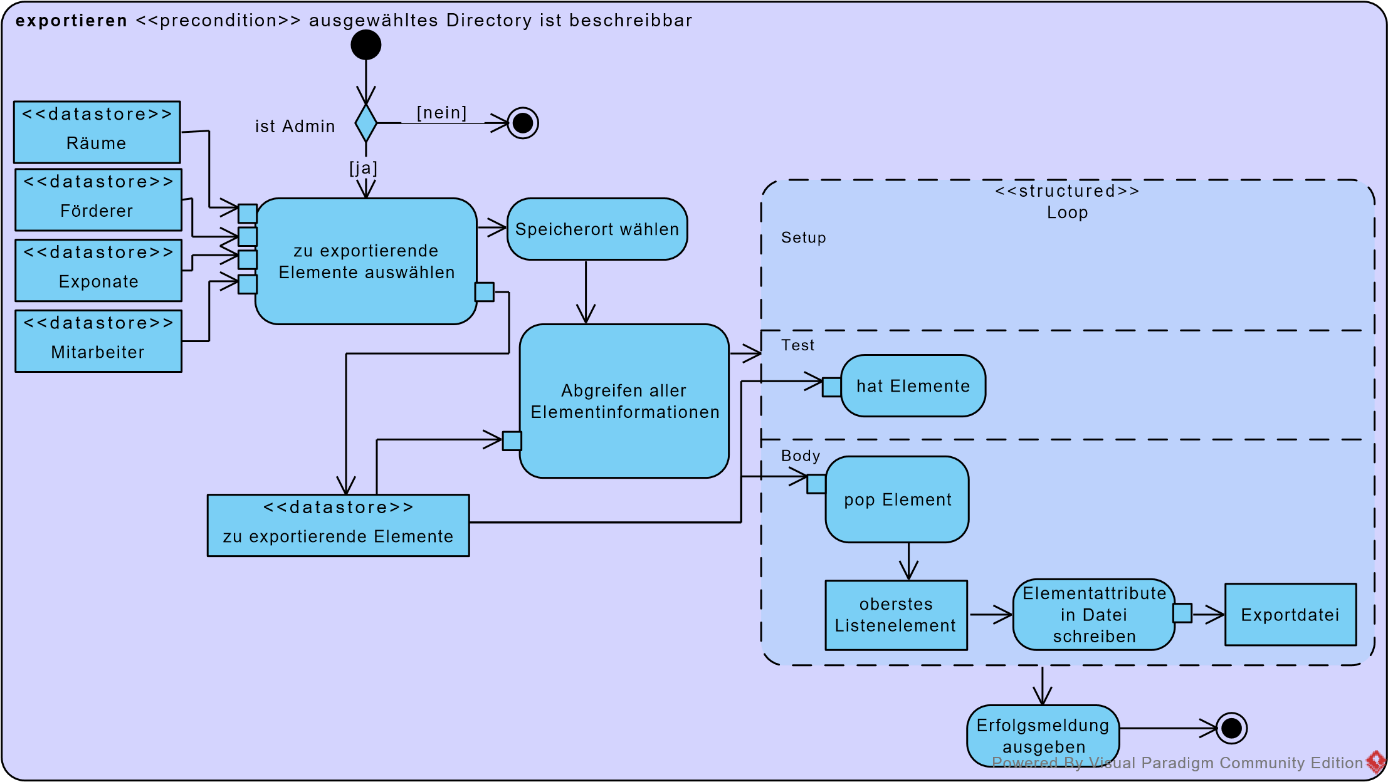 exportieren <<precondition>> ausgewähltes Directory ist beschreibbar
<<datastore>>
Räume
ist Admin
[nein]
[ja]
<<datastore>>
Förderer
<<datastore>>
Exponate
<<datastore>>
Mitarbeiter
zu exportierende
Elemente auswählen
Speicherort wählen
Abgreifen aller
Elementinformationen
<<datastore>>
zu exportierende Elemente
<<structured>>
Loop
Setup
Test
hat Elemente
Body
pop Element
oberstes
Listenelement
Elementattribute
in Datei
schreiben
Exportdatei
Erfolgsmeldung
ausgeben
Powered By Visual Paradigm Community Edition